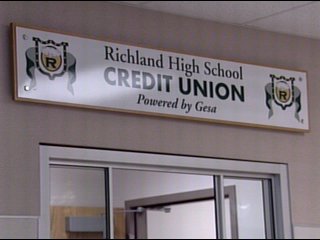 Richland High School
CREDIT UNION
Powered by Gesa
R
R